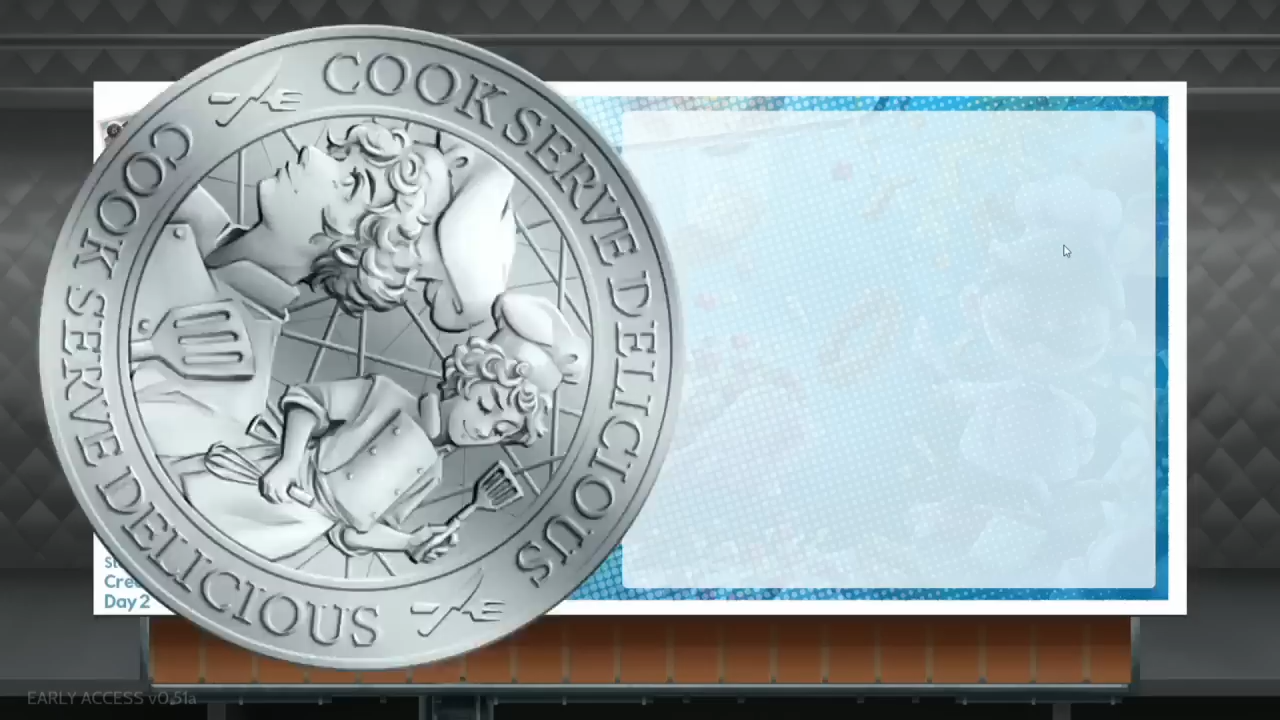 COOK SERVE DELICIOUS
COOK SERVE DELICIOUS
Day 2
EARLY ACCESS v0.51a